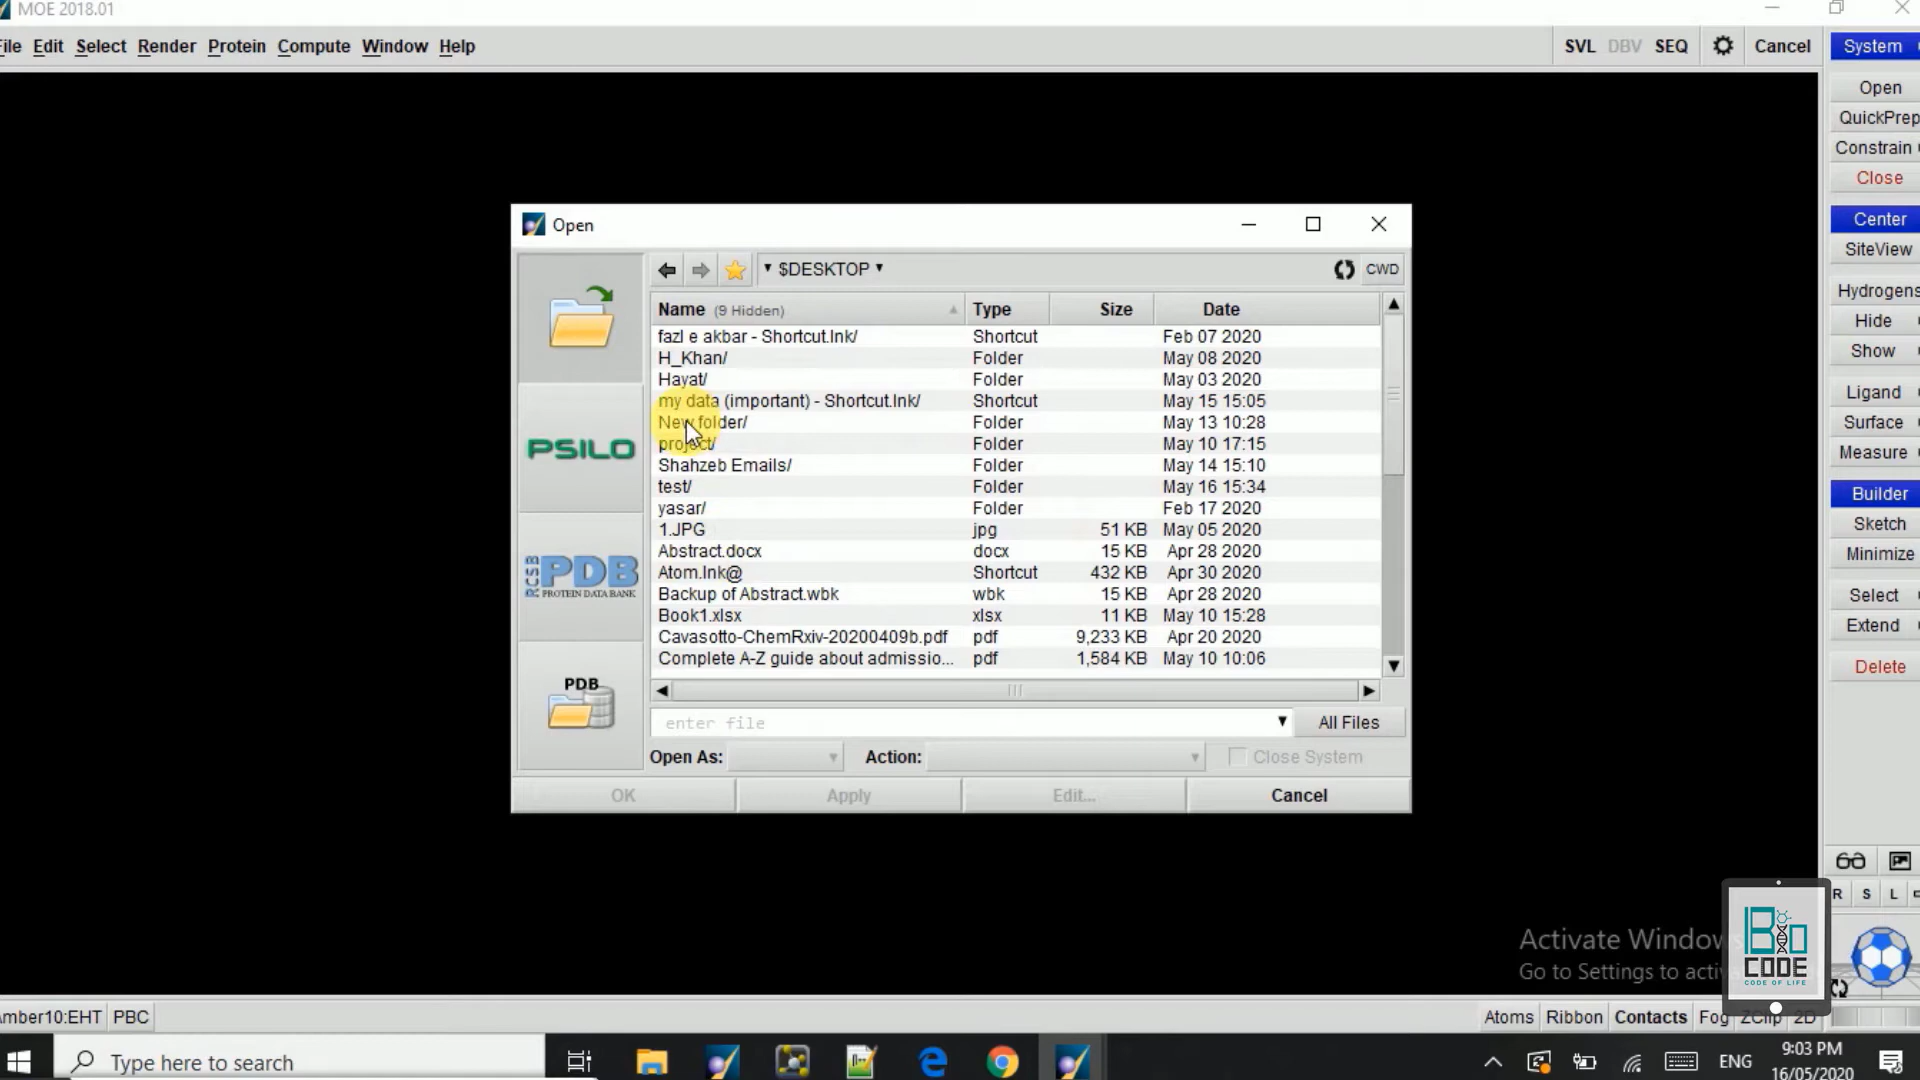 MOE 2018.01
File Edit Select Render Protein Compute Window Help
SVL DBV SEQ Cancel
System
Open
QuickPrep
Constrain
Close
Center
SiteView
Hydrogens
Hide
Show
Ligand
Surface
Measure
Builder
Sketch
Minimize
Select
Extend
Delete
R S L
Open
$DESKTOP
CWD
PSILO
RCSB PDB
PROTEIN DATA BANK
PDB
Name (9 Hidden) Type Size Date
fazl e akbar - Shortcut.lnk/ Shortcut Feb 07 2020
H_Khan/ Folder May 08 2020
Hayat/ Folder May 03 2020
my data (important) - Shortcut.lnk/ Shortcut May 15 15:05
New folder/ Folder May 13 10:28
project/ Folder May 10 17:15
Shahzeb Emails/ Folder May 14 15:10
test/ Folder May 16 15:34
yasar/ Folder Feb 17 2020
1.JPG jpg 51 KB May 05 2020
Abstract.docx docx 15 KB Apr 28 2020
Atom.lnk@ Shortcut 432 KB Apr 30 2020
Backup of Abstract.wbk wbk 15 KB Apr 28 2020
Book1.xlsx xlsx 11 KB May 10 15:28
Cavasotto-ChemRxiv-20200409b.pdf pdf 9,233 KB Apr 20 2020
Complete A-Z guide about admissio... pdf 1,584 KB May 10 10:06
enter file All Files
Open As: Action: Close System
OK Apply Edit... Cancel
Activate Windows
Go to Settings to acti
BIO
CODE
CODE OF LIFE
Amber10:EHT PBC
Atoms Ribbon Contacts Fog ZClip 2D
Type here to search
ENG
9:03 PM
16/05/2020